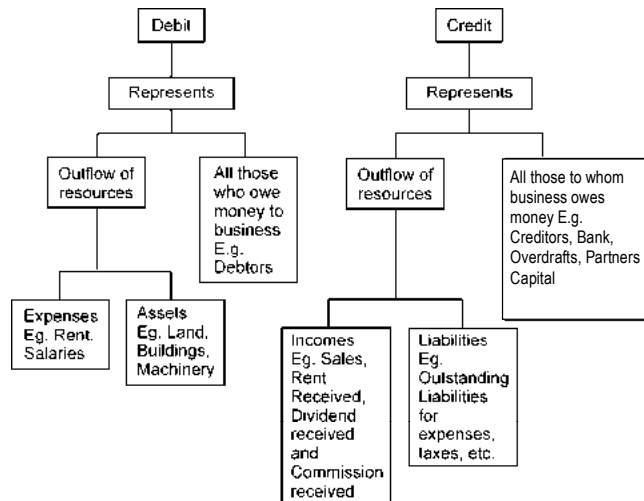 Debit
Credit
Represents
Represents
Outflow of
resources
All those
who owe
money to
business
E.g.
Debtors
Outflow of
resources
All those to whom
business owes
money E.g.
Creditors, Bank,
Overdrafts, Partners
Capital
Expenses
Eg. Rent.
Salaries
Assets
Eg. Land,
Buildings,
Machinery
Incomes
Eg. Sales,
Rent
Received,
Dividend
received
and
Commission
received
Liabilities
Eg.
Oulstanding
Liabilities
for
expenses,
taxes, etc.